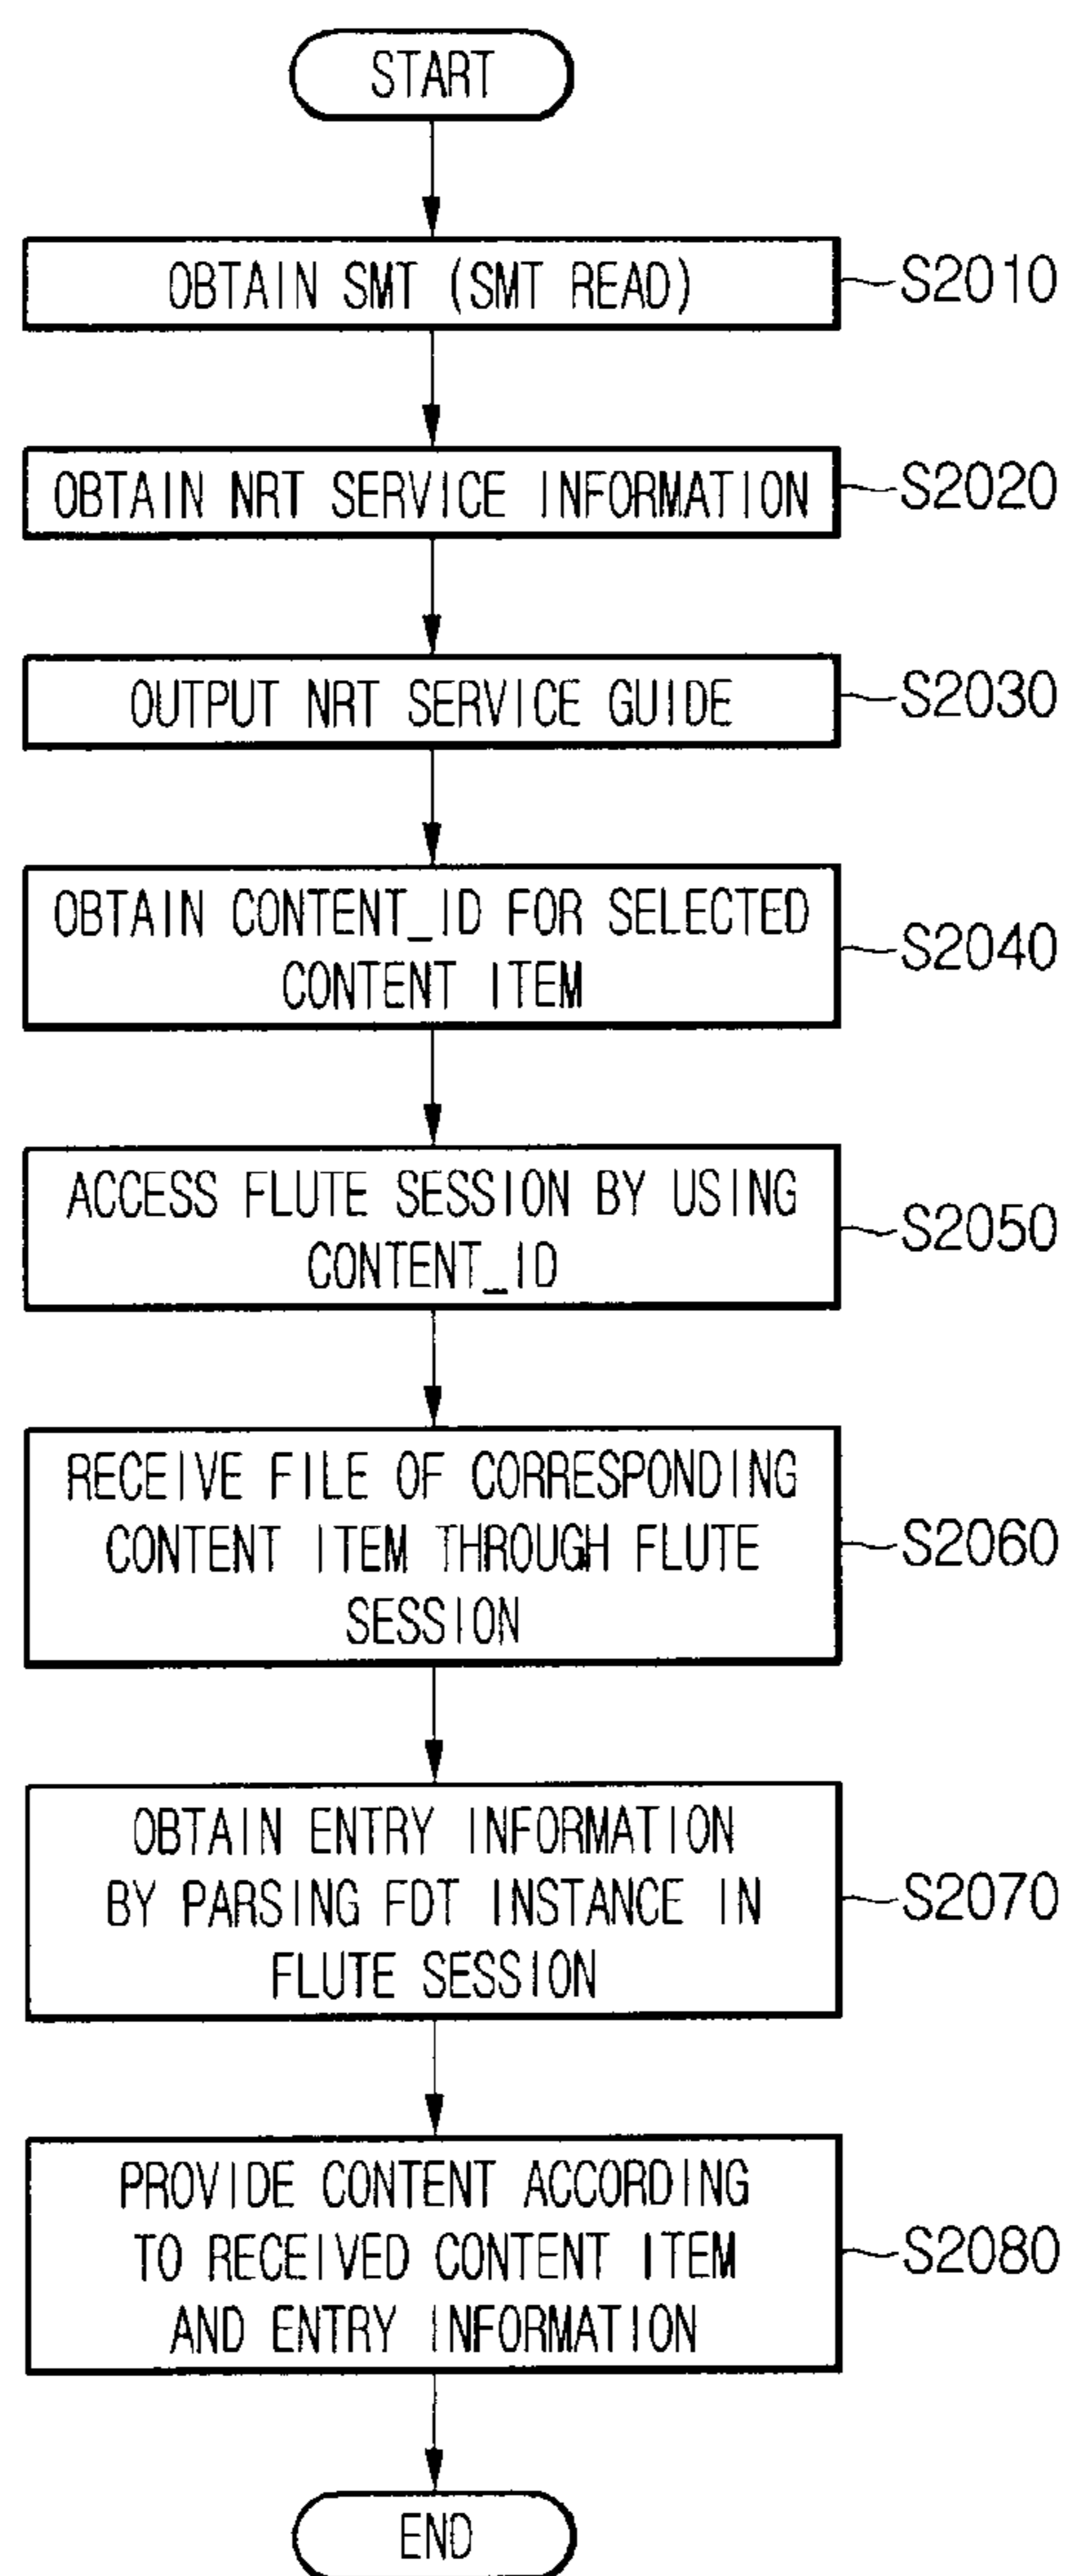 START
OBTAIN SMT (SMT READ)
S2010
OBTAIN NRT SERVICE INFORMATION
S2020
OUTPUT NRT SERVICE GUIDE
S2030
OBTAIN CONTENT_ID FOR SELECTED
CONTENT ITEM
S2040
ACCESS FLUTE SESSION BY USING
CONTENT_ID
S2050
RECEIVE FILE OF CORRESPONDING
CONTENT ITEM THROUGH FLUTE
SESSION
S2060
OBTAIN ENTRY INFORMATION
BY PARSING FDT INSTANCE IN
FLUTE SESSION
S2070
PROVIDE CONTENT ACCORDING
TO RECEIVED CONTENT ITEM
AND ENTRY INFORMATION
S2080
END